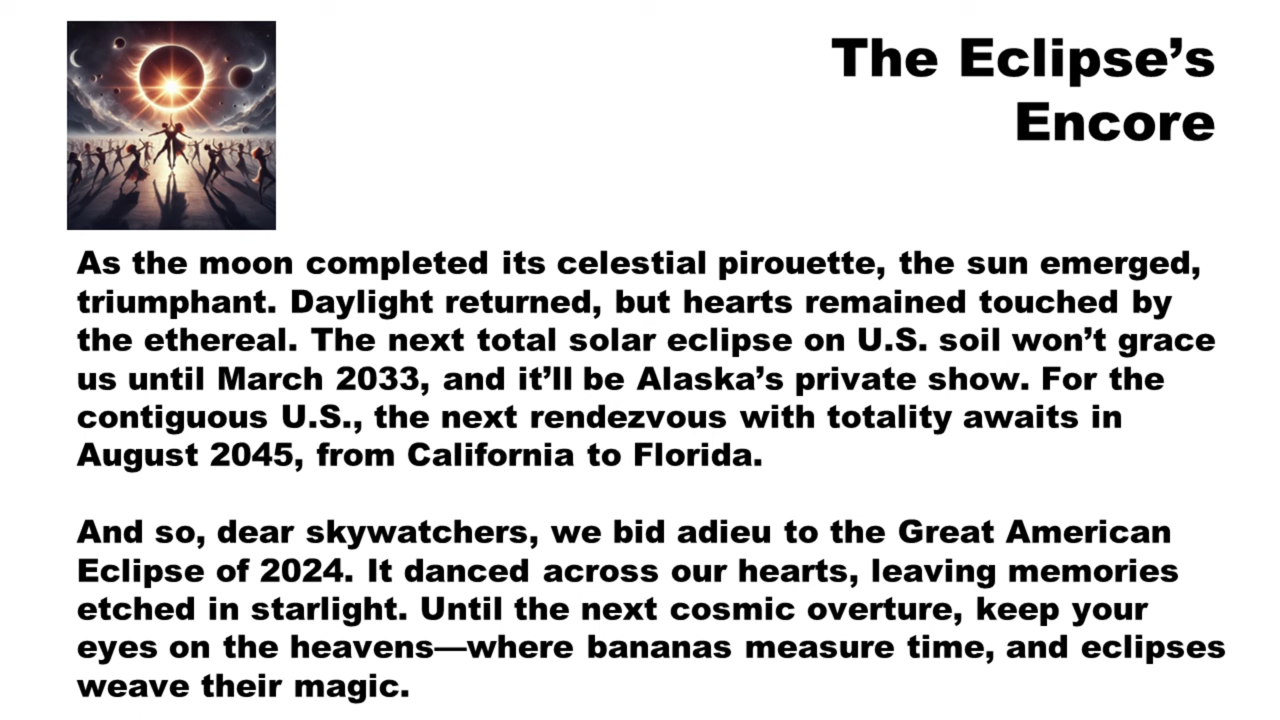 The Eclipse’s
Encore
As the moon completed its celestial pirouette, the sun emerged,
triumphant. Daylight returned, but hearts remained touched by
the ethereal. The next total solar eclipse on U.S. soil won’t grace
us until March 2033, and it’ll be Alaska’s private show. For the
contiguous U.S., the next rendezvous with totality awaits in
August 2045, from California to Florida.
And so, dear skywatchers, we bid adieu to the Great American
Eclipse of 2024. It danced across our hearts, leaving memories
etched in starlight. Until the next cosmic overture, keep your
eyes on the heavens—where bananas measure time, and eclipses
weave their magic.